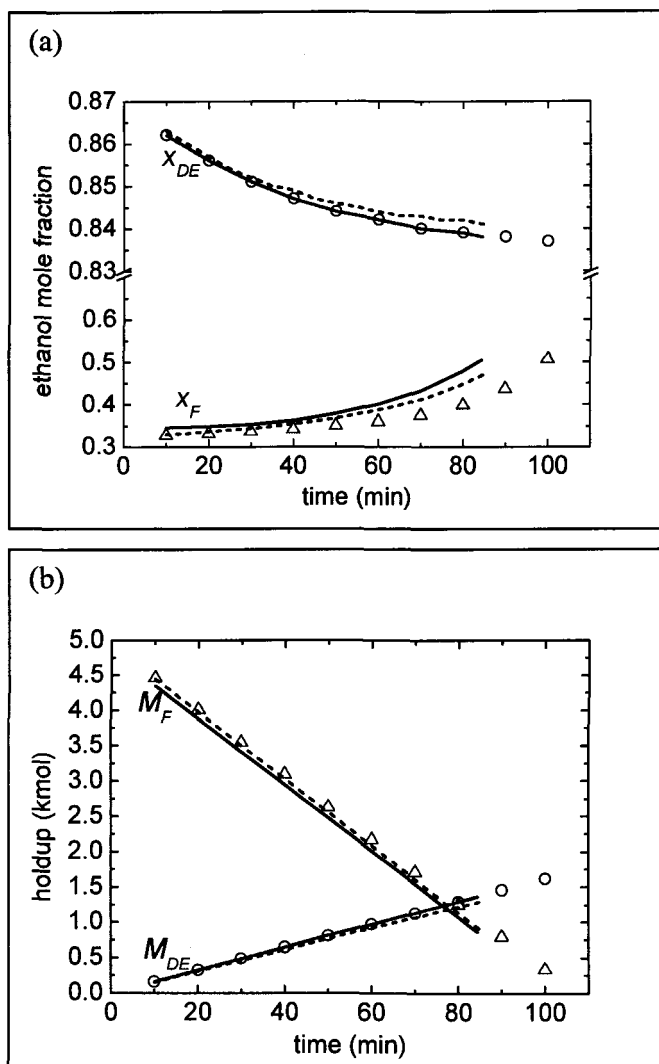 (a)
ethanol mole fraction
0.87
0.86
0.85
0.84
0.83
0.6
0.5
0.4
0.3
x_DE
x_F
0 20 40 60 80 100
time (min)
(b)
holdup (kmol)
5.0
4.5
4.0
3.5
3.0
2.5
2.0
1.5
1.0
0.5
0.0
M_F
M_DE
0 20 40 60 80 100
time (min)